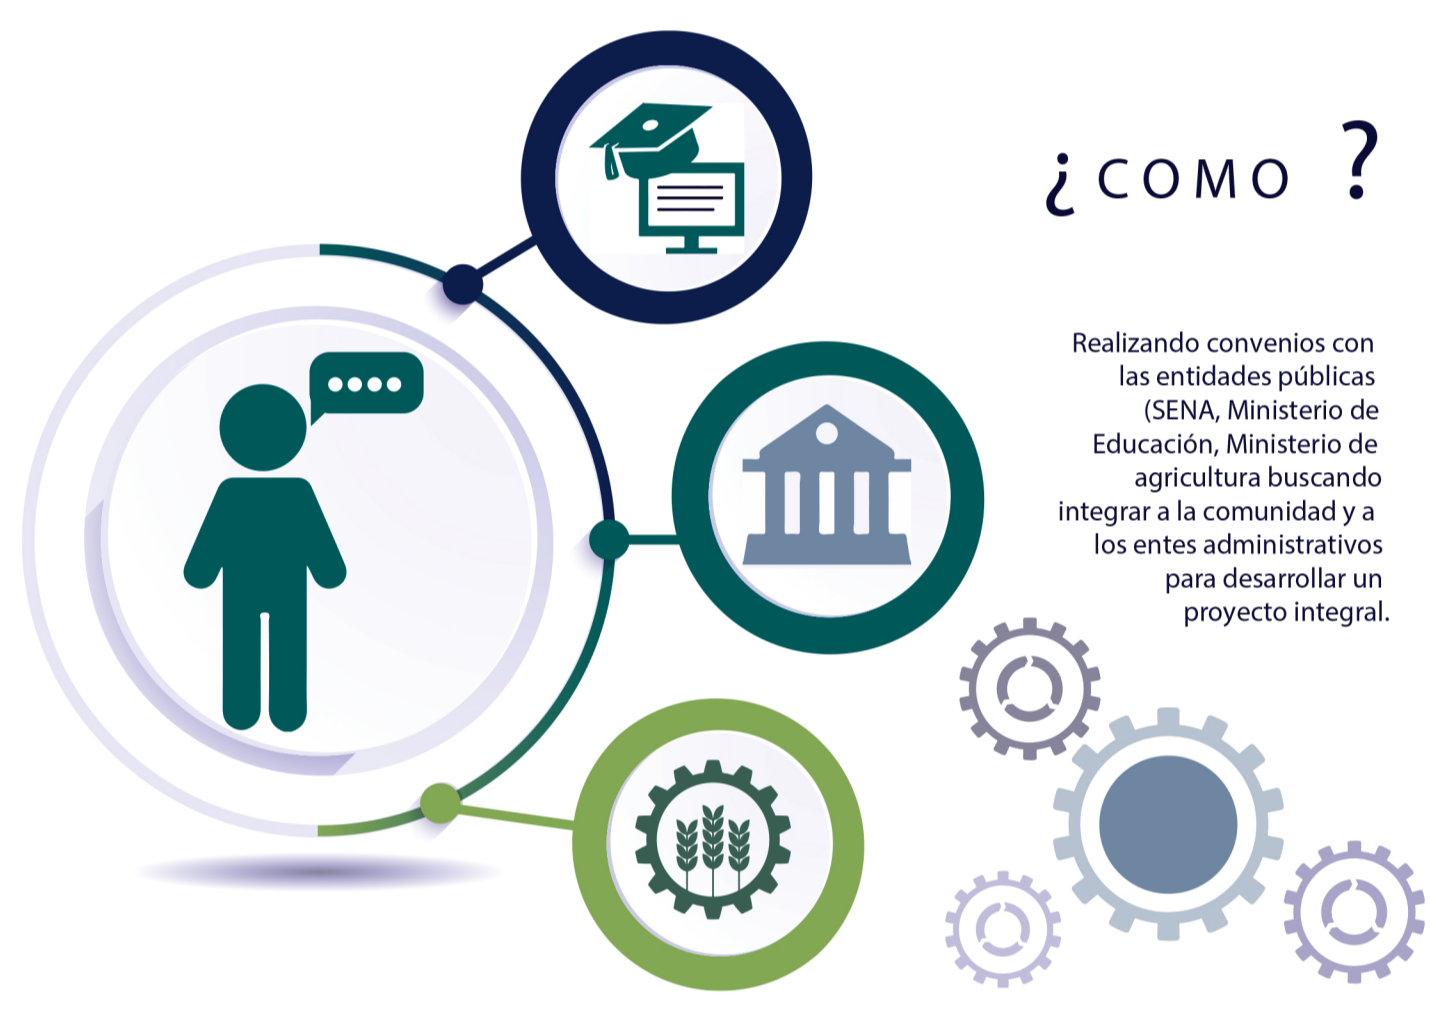 ¿COMO ?
Realizando convenios con
las entidades públicas
(SENA, Ministerio de
Educación, Ministerio de
agricultura buscando
integrar a la comunidad y a
los entes administrativos
para desarrollar un
proyecto integral.